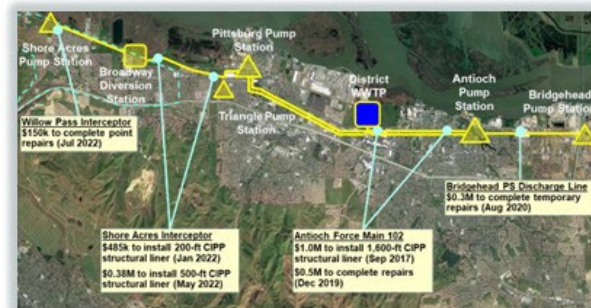 Shore Acres
Pump Station
Broadway
Diversion
Station
Pittsburg Pump
Station
Triangle Pump
Station
District
WWTP
Antioch
Pump
Station
Bridgehead
Pump Station
Willow Pass Interceptor
$150k to complete point
repairs (Jul 2022)
Shore Acres Interceptor
$485k to install 200-ft CIPP
structural liner (Jan 2022)
$0.38M to install 500-ft CIPP
structural liner (May 2022)
Antioch Force Main 102
$1.0M to install 1,600-ft CIPP
structural liner (Sep 2017)
$0.5M to complete repairs
(Dec 2019)
Bridgehead PS Discharge Line
$0.3M to complete temporary
repairs (Aug 2020)